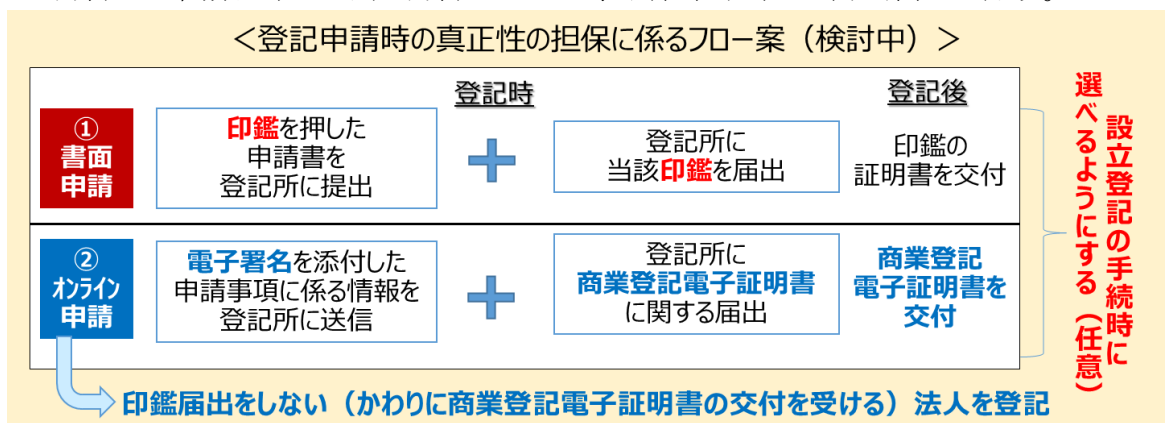 ＜登記申請時の真正性の担保に係るフロー案（検討中）＞
登記時
登記後
①
書面
申請
印鑑を押した
申請書を
登記所に提出
＋
登記所に
当該印鑑を届出
印鑑の
証明書を交付
②
オンライン
申請
電子署名を添付した
申請事項に係る情報を
登記所に送信
＋
登記所に
商業登記電子証明書
に関する届出
商業登記
電子証明書を
交付
設立登記の手続時に
選べるようにする（任意）
印鑑届出をしない（かわりに商業登記電子証明書の交付を受ける）法人を登記